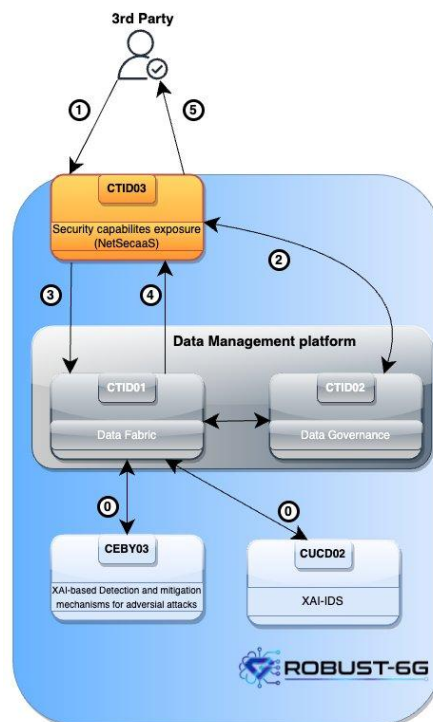 3rd Party
1
5
CTID03
Security capabilites exposure
(NetSecaaS)
2
3
4
Data Management platform
CTID01
CTID02
Data Fabric
Data Governance
0
0
CEBY03
CUCD02
XAI-based Detection and mitigation
mechanisms for adversial attacks
XAI-IDS
ROBUST-6G